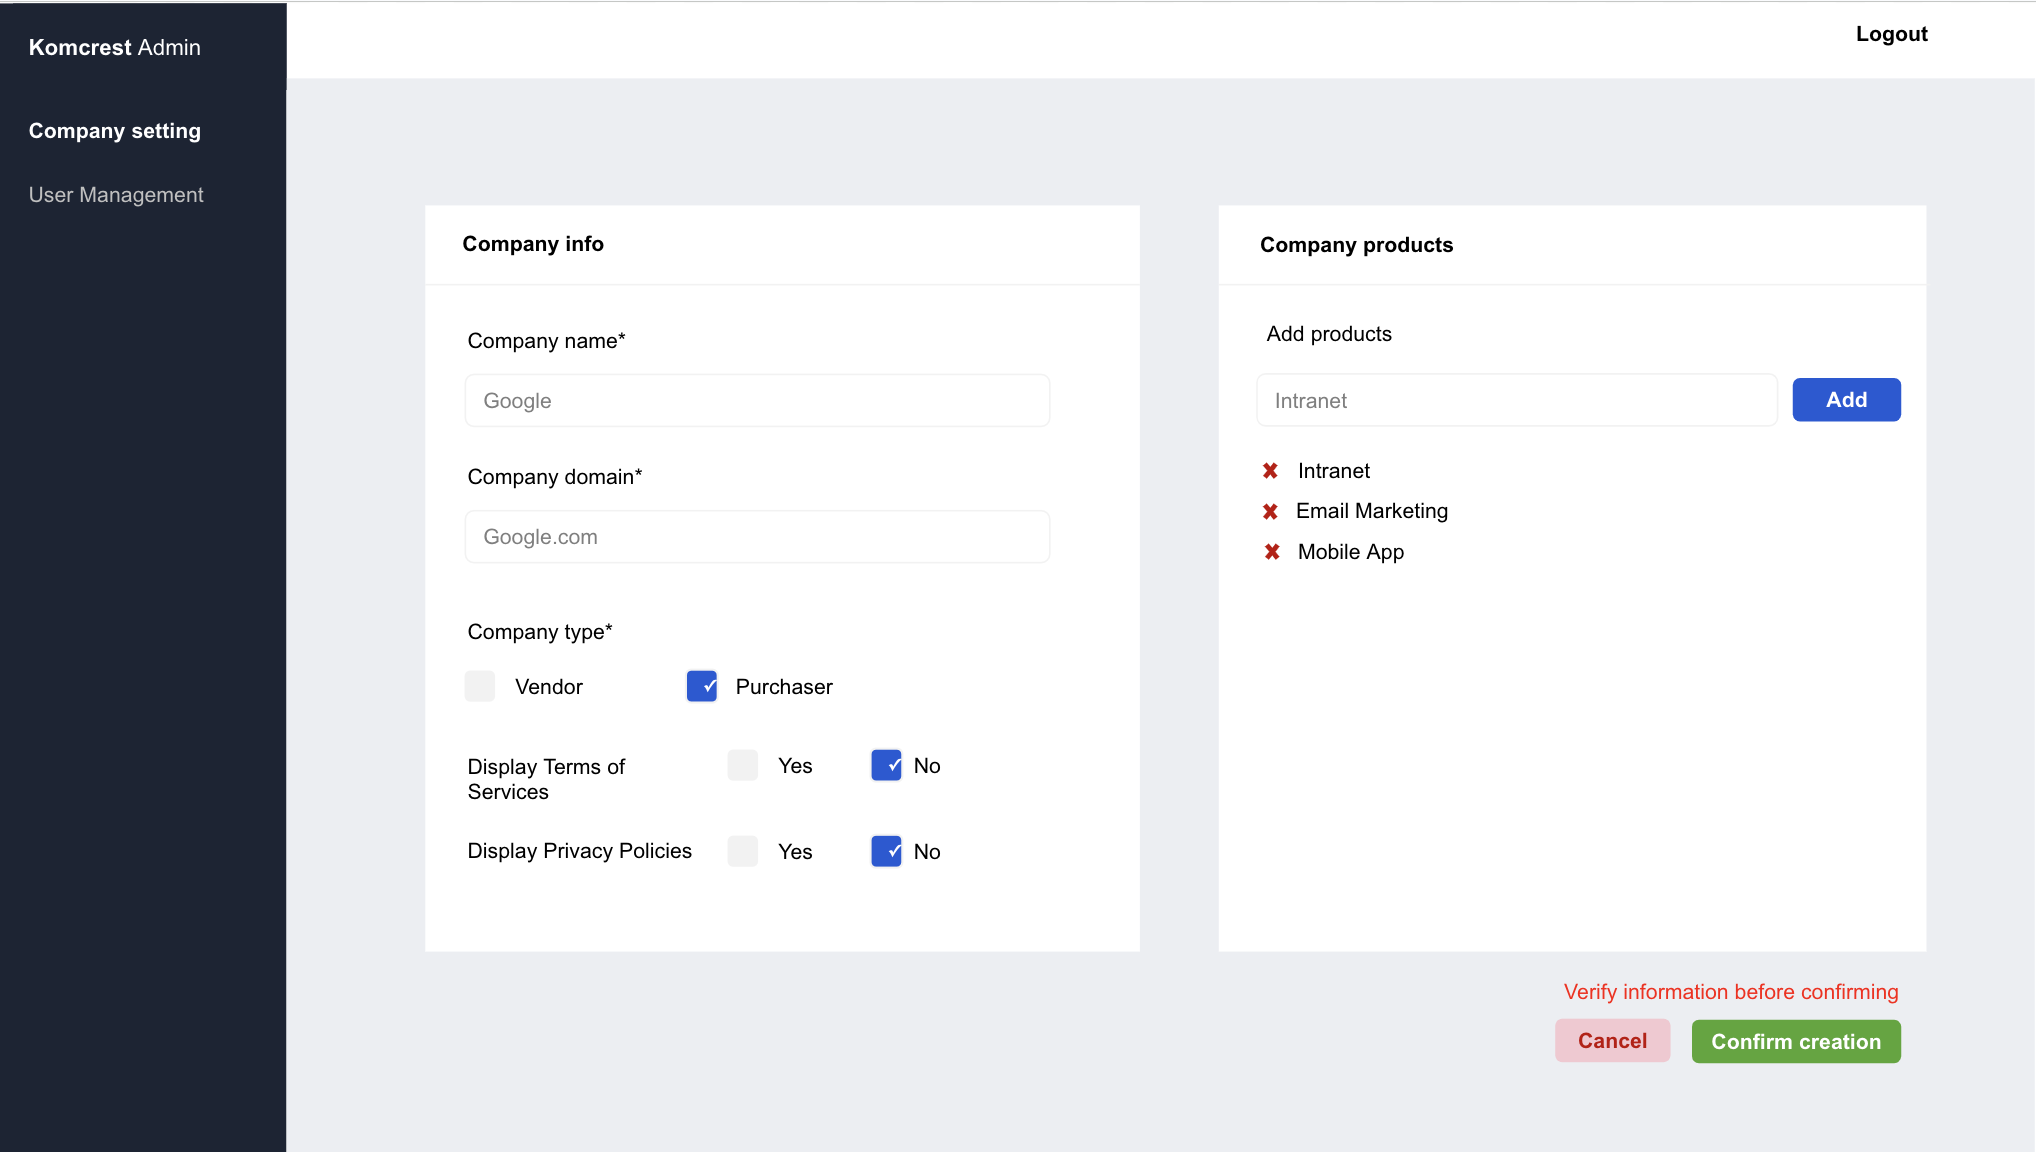 Komcrest Admin
Logout
Company setting
User Management
Company info
Company name*
Google
Company domain*
Google.com
Company type*
Vendor
Purchaser
Display Terms of
Services
Yes
No
Display Privacy Policies
Yes
No
Company products
Add products
Intranet
Add
Intranet
Email Marketing
Mobile App
Verify information before confirming
Cancel
Confirm creation